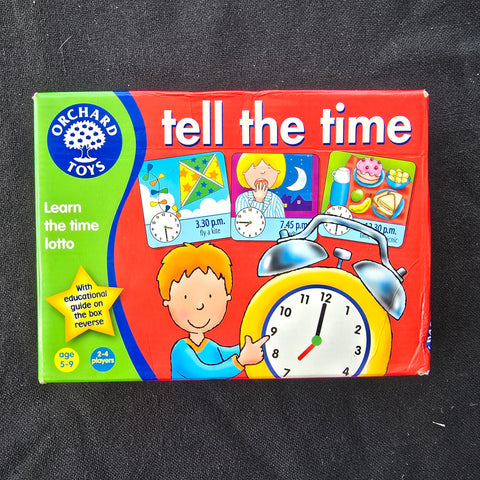 tell the time
ORCHARD
TOYS
Learn
the time
lotto
3.30 p.m.
fly a kite
7.45 p.m.
.30 p.m.
With
educational
guide on
the box
reverse
age
5-9
2-4
players
11 12 1
10 2
9 3
8 4
7 6 5